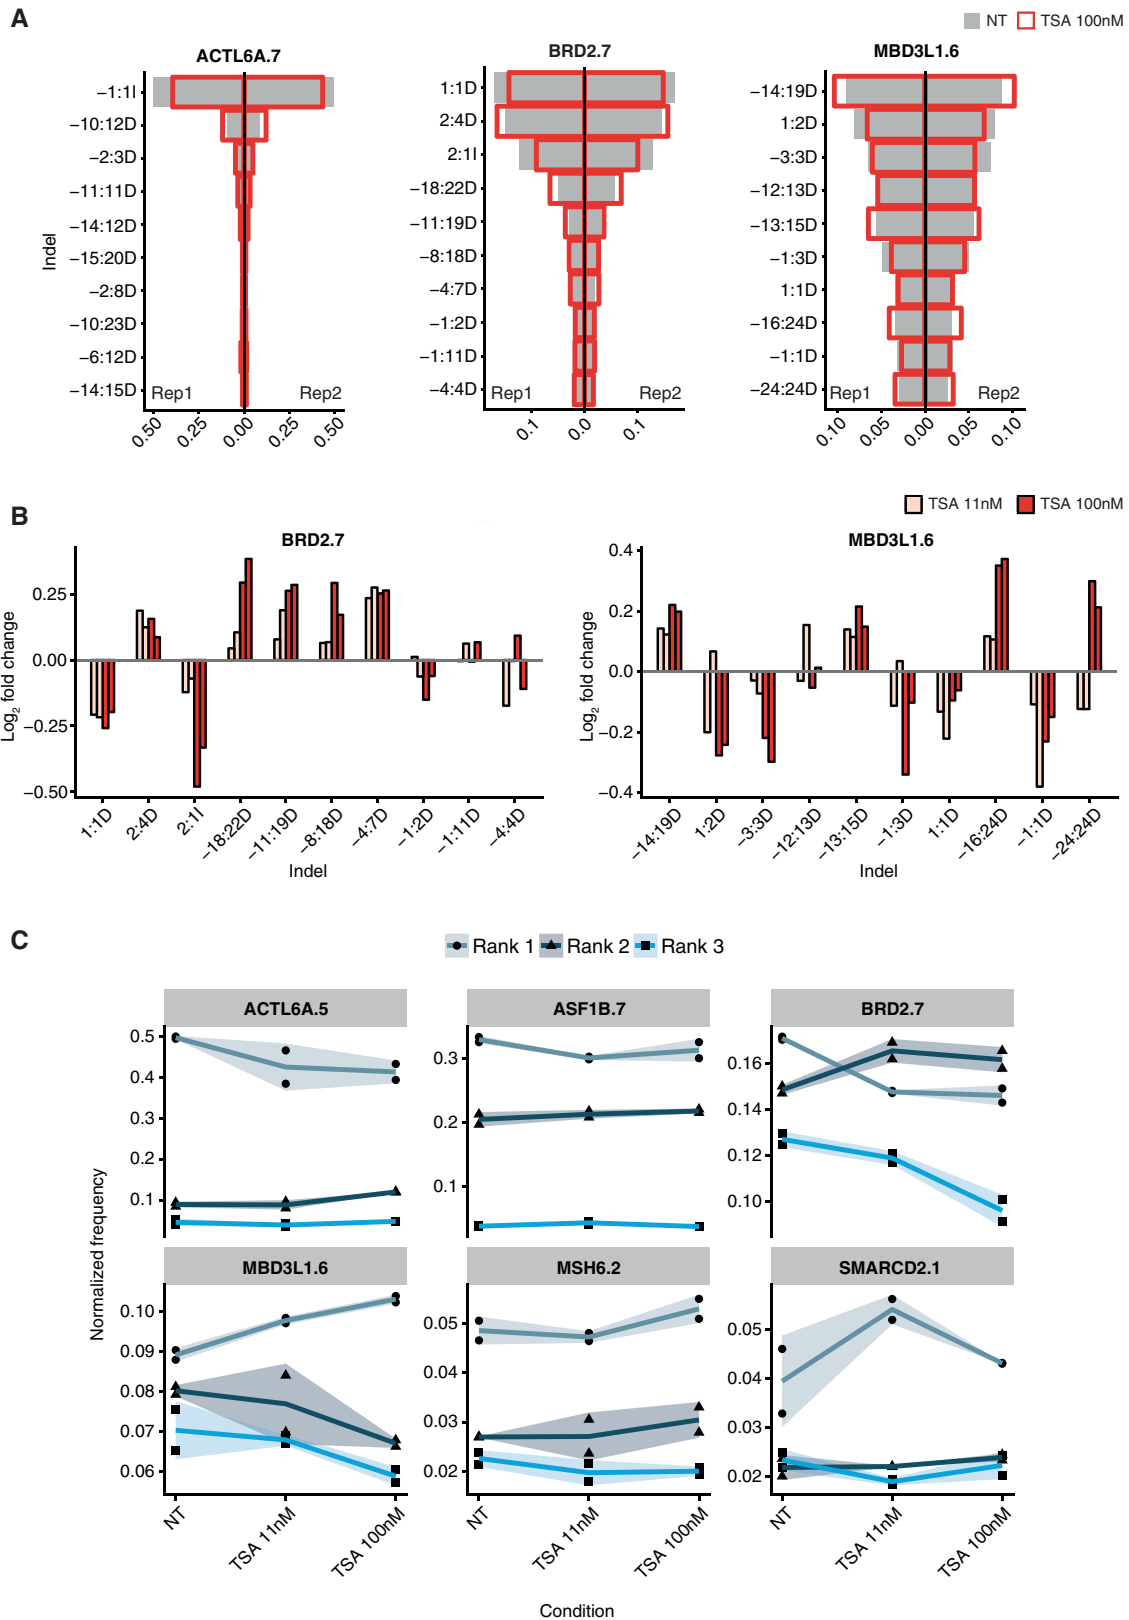 A
NT TSA 100nM
ACTL6A.7
BRD2.7
MBD3L1.6
Indel
−1:1I
−10:12D
−2:3D
−11:11D
−14:12D
−15:20D
−2:8D
−10:23D
−6:12D
−14:15D
Rep1 Rep2
0.50 0.25 0.00 0.25 0.50
1:1D
2:4D
2:1I
−18:22D
−11:19D
−8:18D
−4:7D
−1:2D
−1:11D
−4:4D
Rep1 Rep2
0.1 0.0 0.1
−14:19D
1:2D
−3:3D
−12:13D
−13:15D
−1:3D
1:1D
−16:24D
−1:1D
−24:24D
Rep1 Rep2
0.10 0.05 0.00 0.05 0.10
B
TSA 11nM TSA 100nM
BRD2.7
Log2 fold change
0.25
0.00
−0.25
−0.50
1:1D 2:4D 2:1I −18:22D −11:19D −8:18D −4:7D −1:2D −1:11D −4:4D
Indel
MBD3L1.6
Log2 fold change
0.4
0.2
0.0
−0.2
−0.4
−14:19D 1:2D −3:3D −12:13D −13:15D −1:3D 1:1D −16:24D −1:1D −24:24D
Indel
C
Rank 1 Rank 2 Rank 3
Normalized frequency
ACTL6A.5
0.5
0.4
0.3
0.2
0.1
ASF1B.7
0.3
0.2
0.1
BRD2.7
0.16
0.14
0.12
0.10
MBD3L1.6
0.10
0.09
0.08
0.07
0.06
NT TSA 11nM TSA 100nM
MSH6.2
0.05
0.04
0.03
0.02
NT TSA 11nM TSA 100nM
SMARCD2.1
0.05
0.04
0.03
0.02
NT TSA 11nM TSA 100nM
Condition